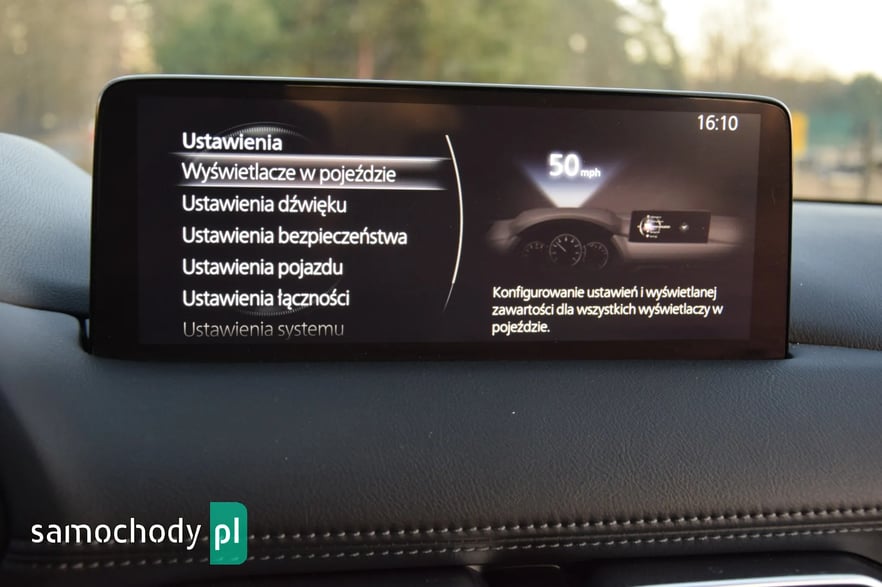 16:10
Ustawienia
Wyświetlacze w pojeździe
Ustawienia dźwięku
Ustawienia bezpieczeństwa
Ustawienia pojazdu
Ustawienia łączności
Ustawienia systemu
50 mph
Konfigurowanie ustawień i wyświetlanej
zawartości dla wszystkich wyświetlaczy w
pojeździe.
samochody pl